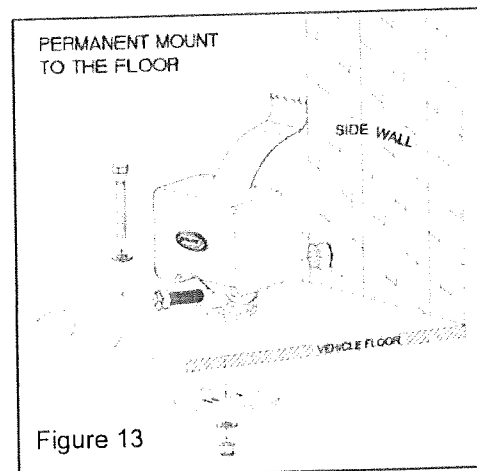 PERMANENT MOUNT
TO THE FLOOR
SIDE WALL
VEHICLE FLOOR
Figure 13